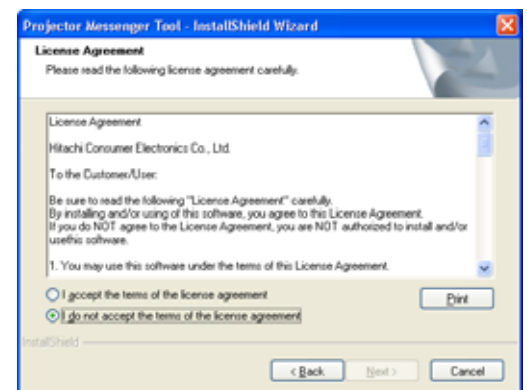 Projector Messenger Tool - InstallShield Wizard
License Agreement
Please read the following license agreement carefully.
License Agreement
Hitachi Consumer Electronics Co., Ltd.
To the Customer/User:
Be sure to read the following "License Agreement" carefully.
By installing and/or using of this software, you agree to this License Agreement.
If you do NOT agree to the License Agreement, you are NOT authorized to install and/or
usethis software.
1. You may use this software under the terms of this License Agreement.
I accept the terms of the license agreement
Print
I do not accept the terms of the license agreement
InstallShield
< Back Next > Cancel